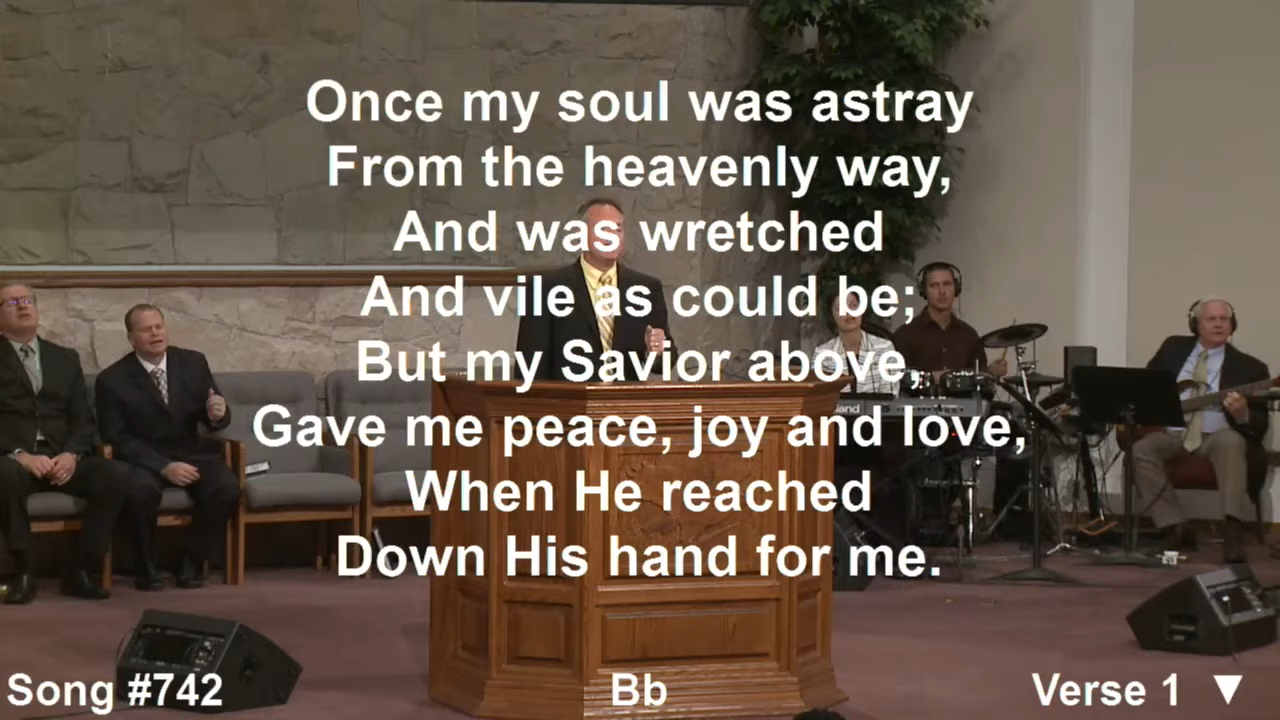 Once my soul was astray
From the heavenly way,
And was wretched
And vile as could be;
But my Savior above,
Gave me peace, joy and love,
When He reached
Down His hand for me.
Roland
Song #742
Bb
Verse 1 ▼